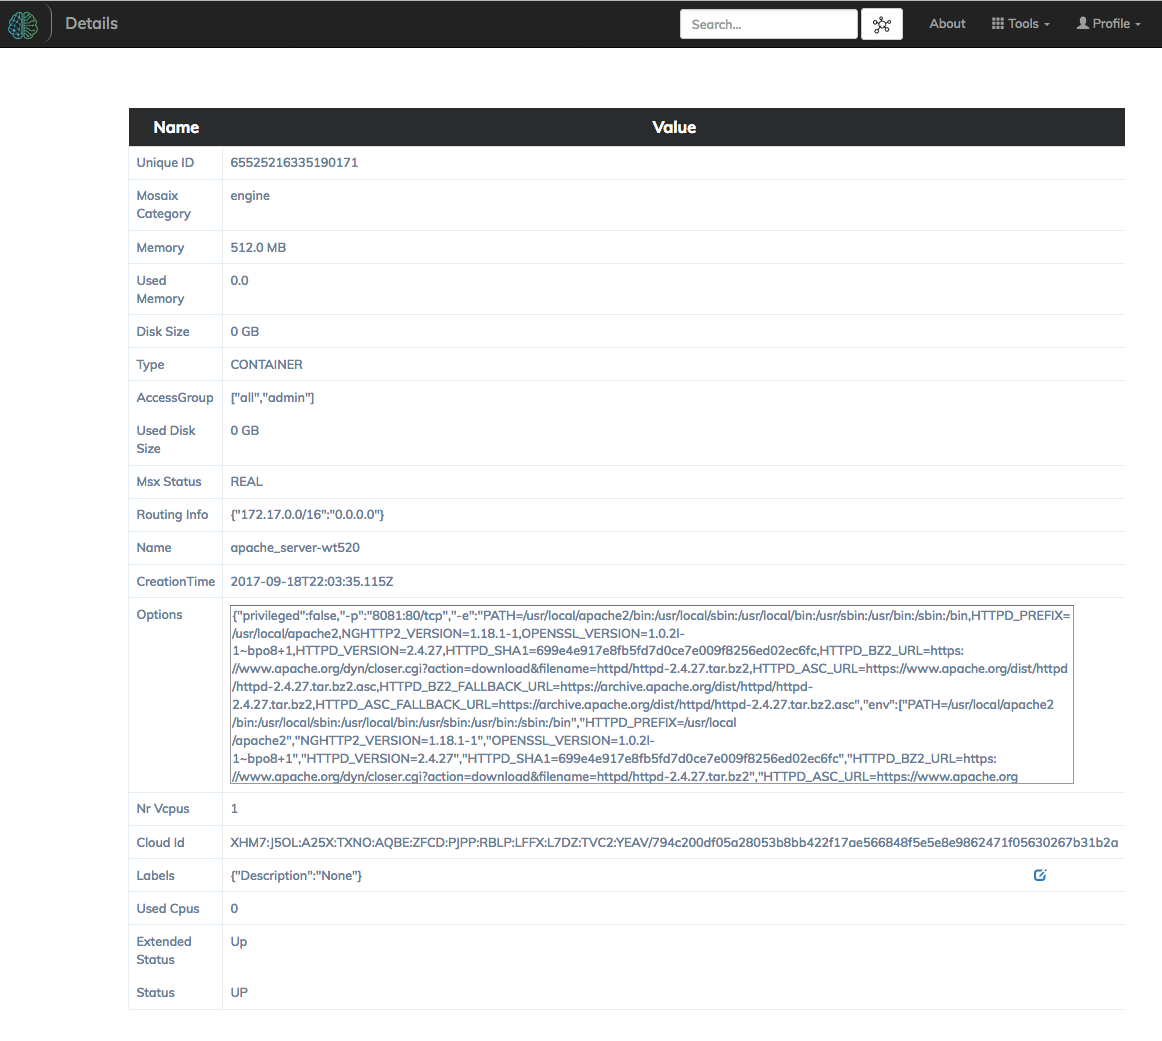 Details
Search...
About
Tools
Profile
Name Value
Unique ID 65525216335190171
Mosaix
Category engine
Memory 512.0 MB
Used
Memory 0.0
Disk Size 0 GB
Type CONTAINER
AccessGroup ["all","admin"]
Used Disk
Size 0 GB
Msx Status REAL
Routing Info {"172.17.0.0/16":"0.0.0.0"}
Name apache_server-wt520
CreationTime 2017-09-18T22:03:35.115Z
Options {"privileged":false,"-p":"8081:80/tcp","-e":"PATH=/usr/local/apache2/bin:/usr/local/sbin:/usr/local/bin:/usr/sbin:/usr/bin:/sbin:/bin,HTTPD_PREFIX=
/usr/local/apache2,NGHTTP2_VERSION=1.18.1-1,OPENSSL_VERSION=1.0.2l-
1~bpo8+1,HTTPD_VERSION=2.4.27,HTTPD_SHA1=699e4e917e8fb5fd7d0ce7e009f8256ed02ec6fc,HTTPD_BZ2_URL=https:
//www.apache.org/dyn/closer.cgi?action=download&filename=httpd/httpd-2.4.27.tar.bz2,HTTPD_ASC_URL=https://www.apache.org/dist/httpd
/httpd-2.4.27.tar.bz2.asc,HTTPD_BZ2_FALLBACK_URL=https://archive.apache.org/dist/httpd/httpd-
2.4.27.tar.bz2,HTTPD_ASC_FALLBACK_URL=https://archive.apache.org/dist/httpd/httpd-2.4.27.tar.bz2.asc","env":["PATH=/usr/local/apache2
/bin:/usr/local/sbin:/usr/local/bin:/usr/sbin:/usr/bin:/sbin:/bin","HTTPD_PREFIX=/usr/local
/apache2","NGHTTP2_VERSION=1.18.1-1","OPENSSL_VERSION=1.0.2l-
1~bpo8+1","HTTPD_VERSION=2.4.27","HTTPD_SHA1=699e4e917e8fb5fd7d0ce7e009f8256ed02ec6fc","HTTPD_BZ2_URL=https:
//www.apache.org/dyn/closer.cgi?action=download&filename=httpd/httpd-2.4.27.tar.bz2","HTTPD_ASC_URL=https://www.apache.org
Nr Vcpus 1
Cloud Id XHM7:J5OL:A25X:TXNO:AQBE:ZFCD:PJPP:RBLP:LFFX:L7DZ:TVC2:YEAV/794c200df05a28053b8bb422f17ae566848f5e5e8e9862471f05630267b31b2a
Labels {"Description":"None"}
Used Cpus 0
Extended
Status Up
Status UP